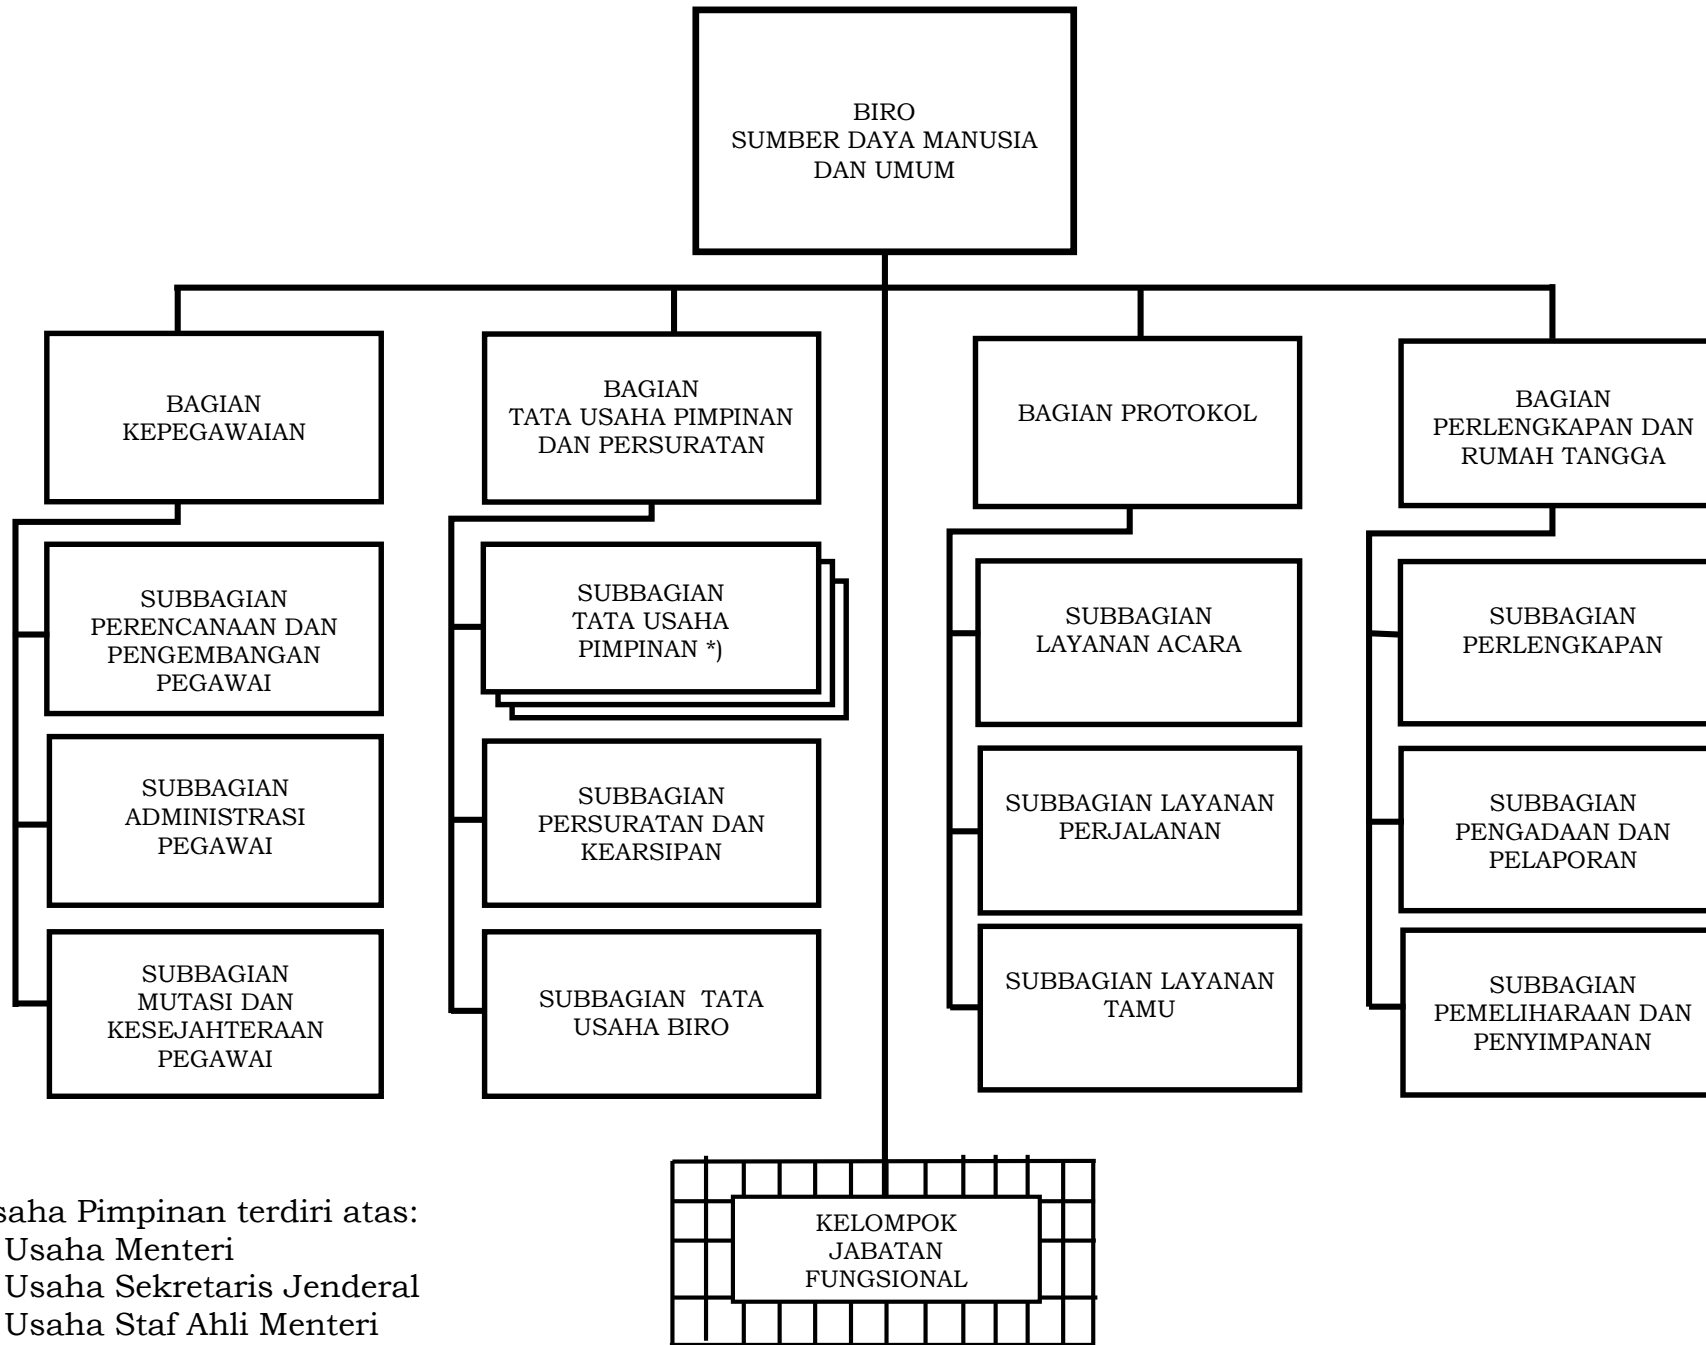 BIRO
SUMBER DAYA MANUSIA
DAN UMUM
BAGIAN
KEPEGAWAIAN
BAGIAN
TATA USAHA PIMPINAN
DAN PERSURATAN
BAGIAN PROTOKOL
BAGIAN
PERLENGKAPAN DAN
RUMAH TANGGA
SUBBAGIAN
PERENCANAAN DAN
PENGEMBANGAN
PEGAWAI
SUBBAGIAN
TATA USAHA
PIMPINAN *)
SUBBAGIAN
LAYANAN ACARA
SUBBAGIAN
PERLENGKAPAN
SUBBAGIAN
ADMINISTRASI
PEGAWAI
SUBBAGIAN
PERSURATAN DAN
KEARSIPAN
SUBBAGIAN LAYANAN
PERJALANAN
SUBBAGIAN
PENGADAAN DAN
PELAPORAN
SUBBAGIAN
MUTASI DAN
KESEJAHTERAAN
PEGAWAI
SUBBAGIAN TATA
USAHA BIRO
SUBBAGIAN LAYANAN
TAMU
SUBBAGIAN
PEMELIHARAAN DAN
PENYIMPANAN
KELOMPOK
JABATAN
FUNGSIONAL
saha Pimpinan terdiri atas:
Usaha Menteri
Usaha Sekretaris Jenderal
Usaha Staf Ahli Menteri